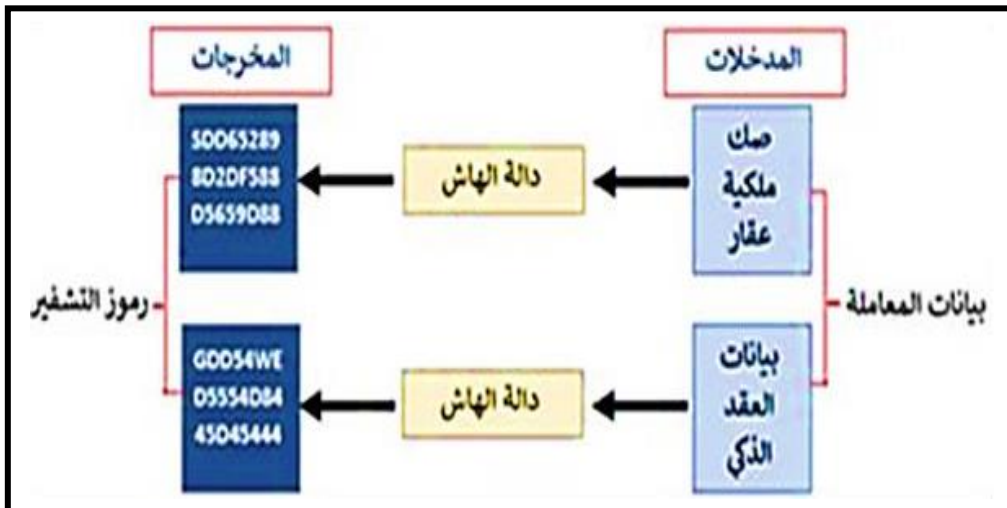 المدخلات
المخرجات
صك
ملكية
عقار
دالة الهاش
SDD65289
8D2DF588
D5659D88
بيانات المعاملة
رموز التشفير
بيانات
العقد
الذكي
دالة الهاش
GDD54WE
D5554D84
45D45444